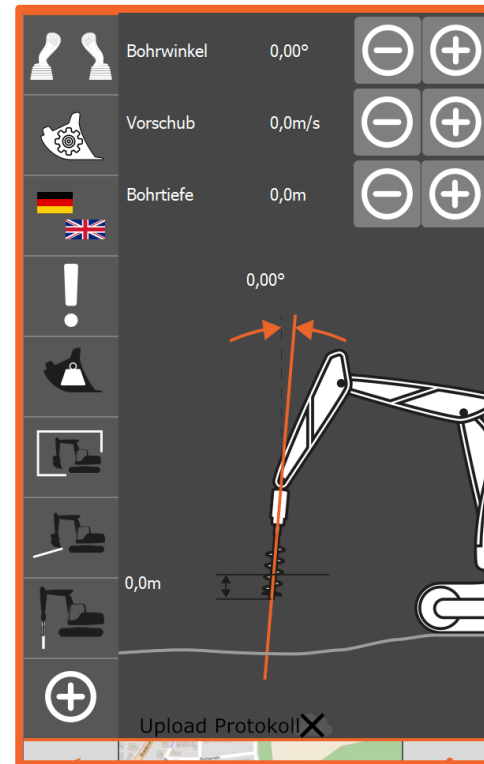 Bohrwinkel 0,00°
Vorschub 0,0m/s
Bohrtiefe 0,0m
0,00°
0,0m
Upload Protokoll